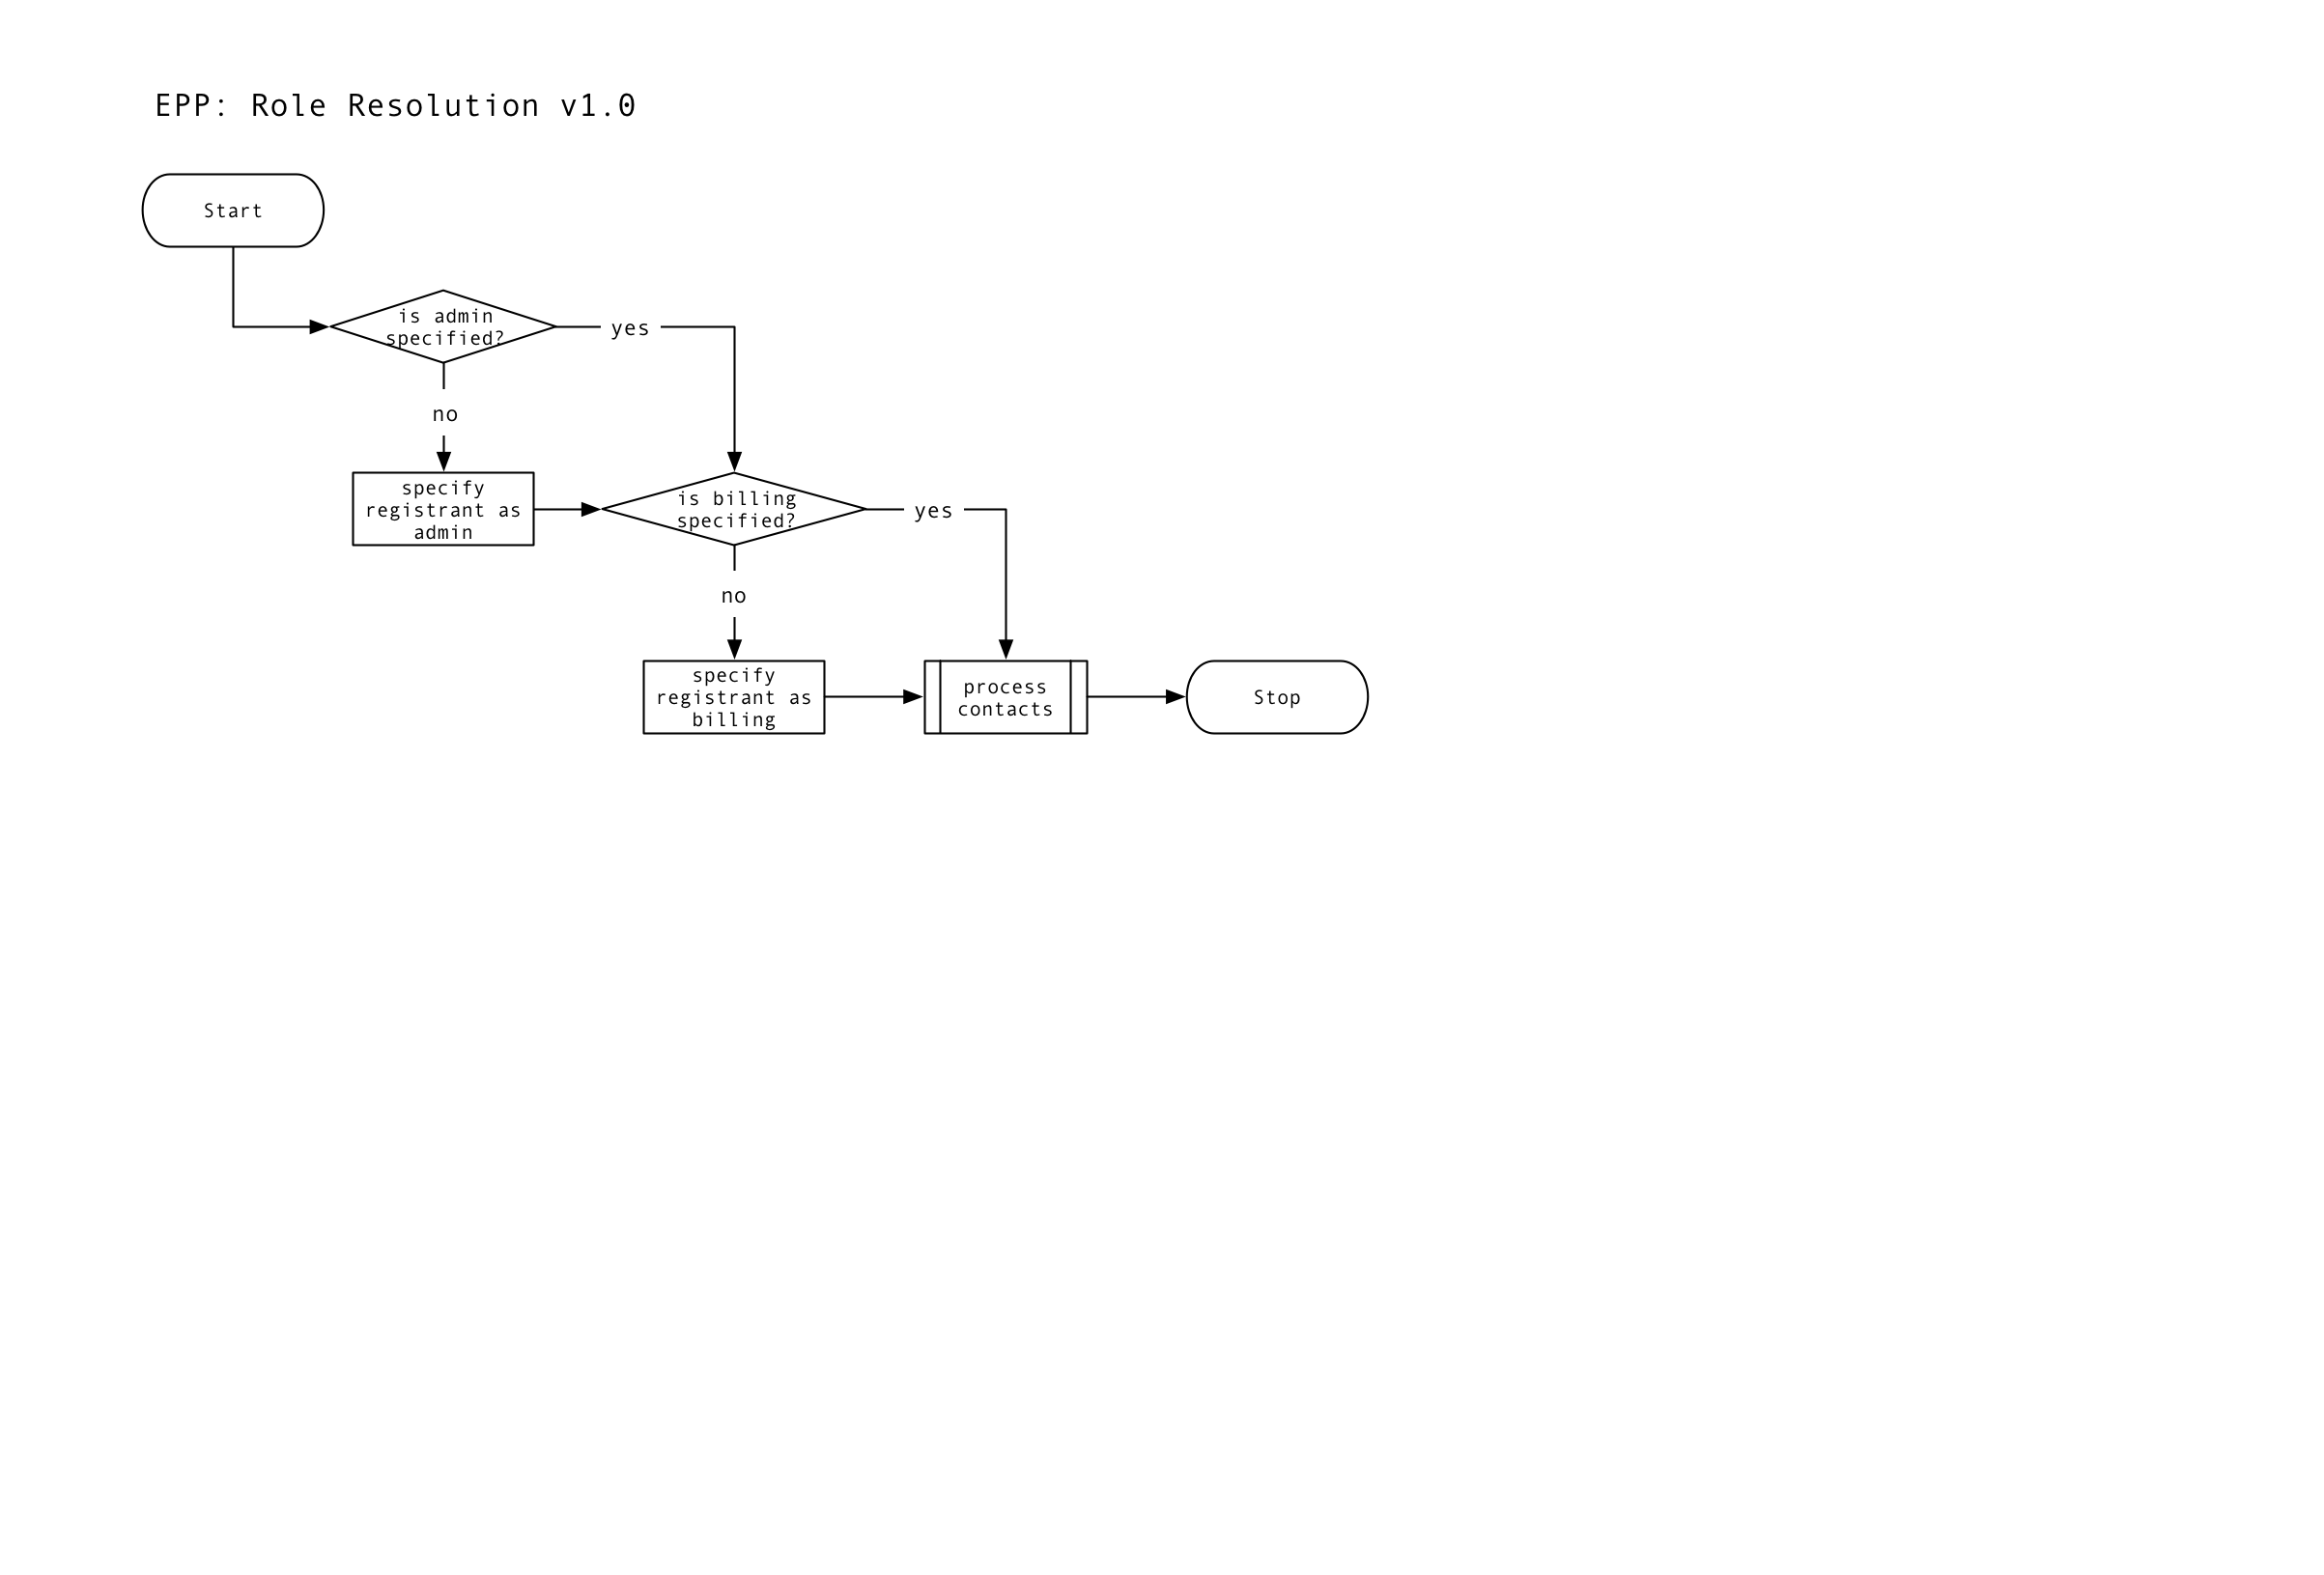 EPP: Role Resolution v1.0
Start
is admin
specified?
yes
no
specify
registrant as
admin
is billing
specified?
yes
no
specify
registrant as
billing
process
contacts
Stop